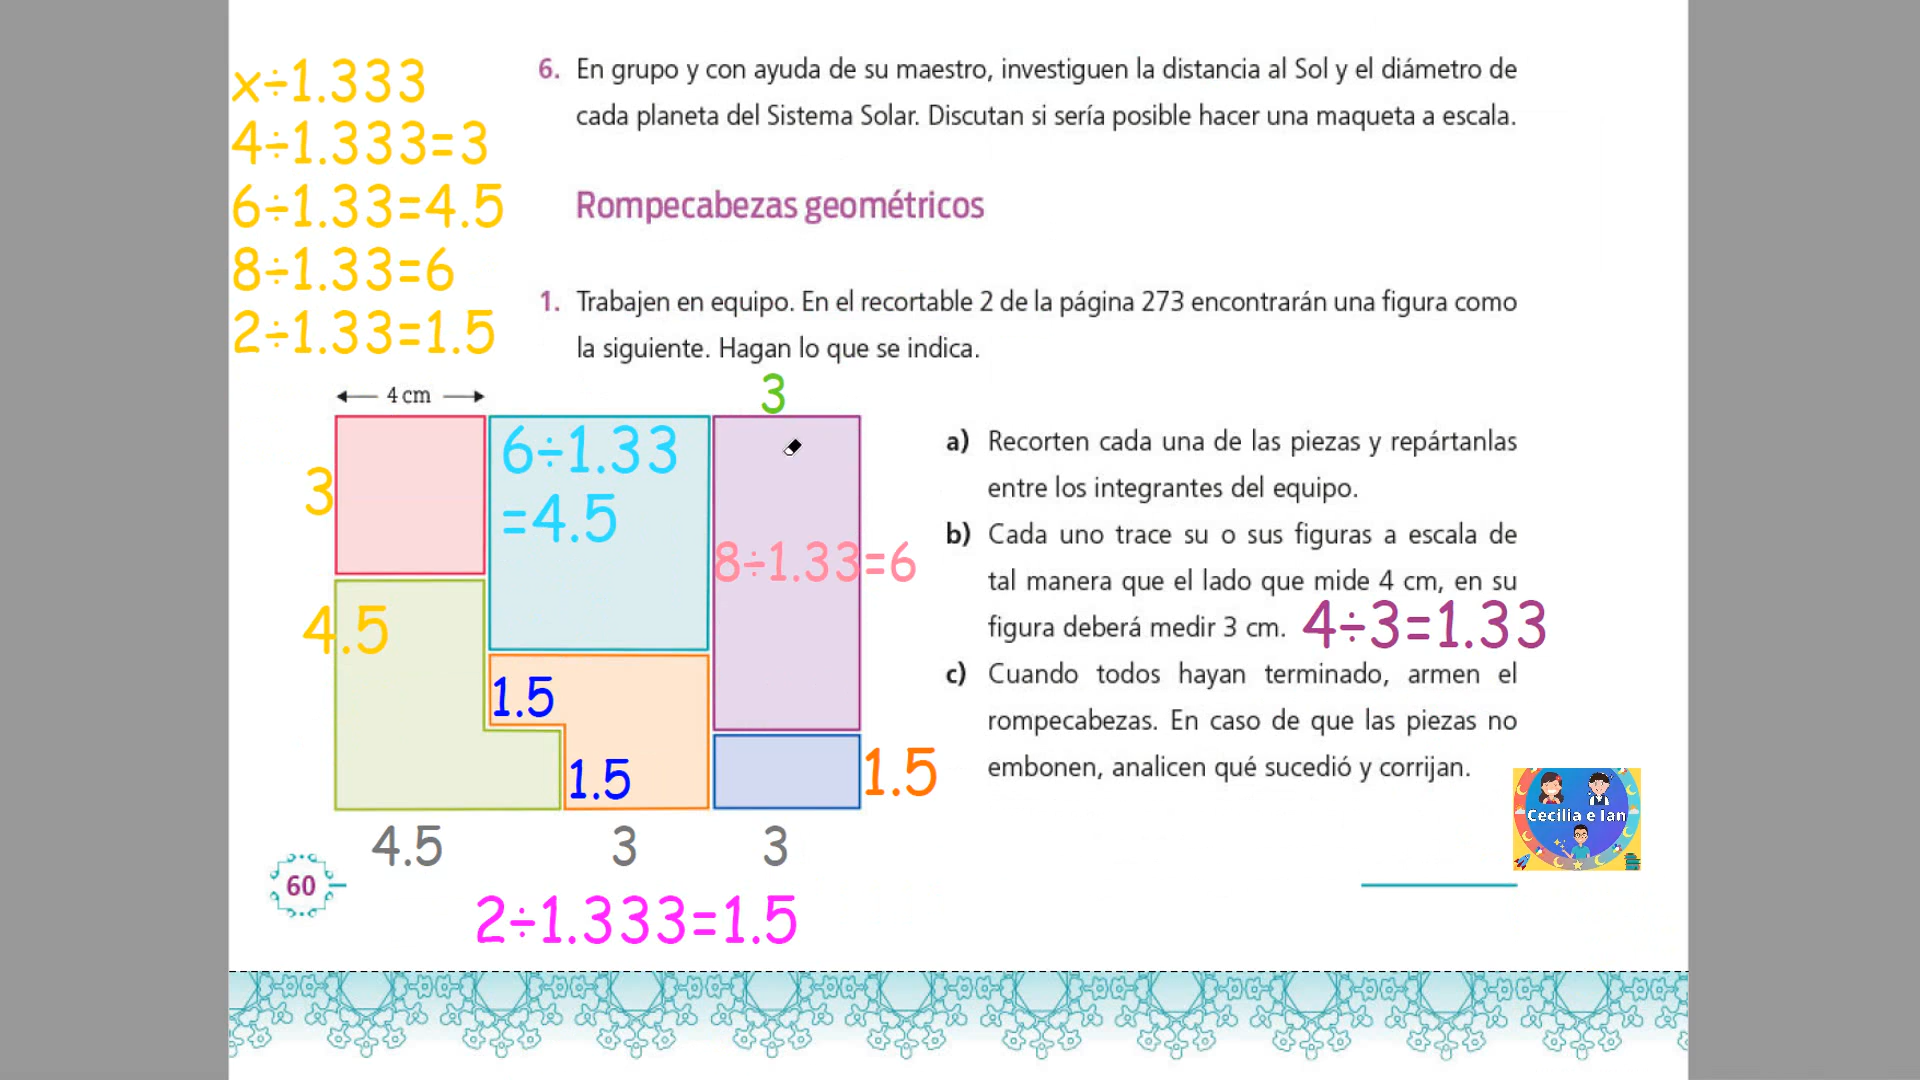 x÷1.333
4÷1.333=3
6÷1.33=4.5
8÷1.33=6
2÷1.33=1.5
6. En grupo y con ayuda de su maestro, investiguen la distancia al Sol y el diámetro de
cada planeta del Sistema Solar. Discutan si sería posible hacer una maqueta a escala.
Rompecabezas geométricos
1. Trabajen en equipo. En el recortable 2 de la página 273 encontrarán una figura como
la siguiente. Hagan lo que se indica.
4 cm
3
3
6÷1.33
=4.5
8÷1.33=6
4.5
1.5
1.5
1.5
4.5
3
3
2÷1.333=1.5
a) Recorten cada una de las piezas y repártanlas
entre los integrantes del equipo.
b) Cada uno trace su o sus figuras a escala de
tal manera que el lado que mide 4 cm, en su
figura deberá medir 3 cm.
4÷3=1.33
c) Cuando todos hayan terminado, armen el
rompecabezas. En caso de que las piezas no
embonen, analicen qué sucedió y corrijan.
Cecilia e Ian
60